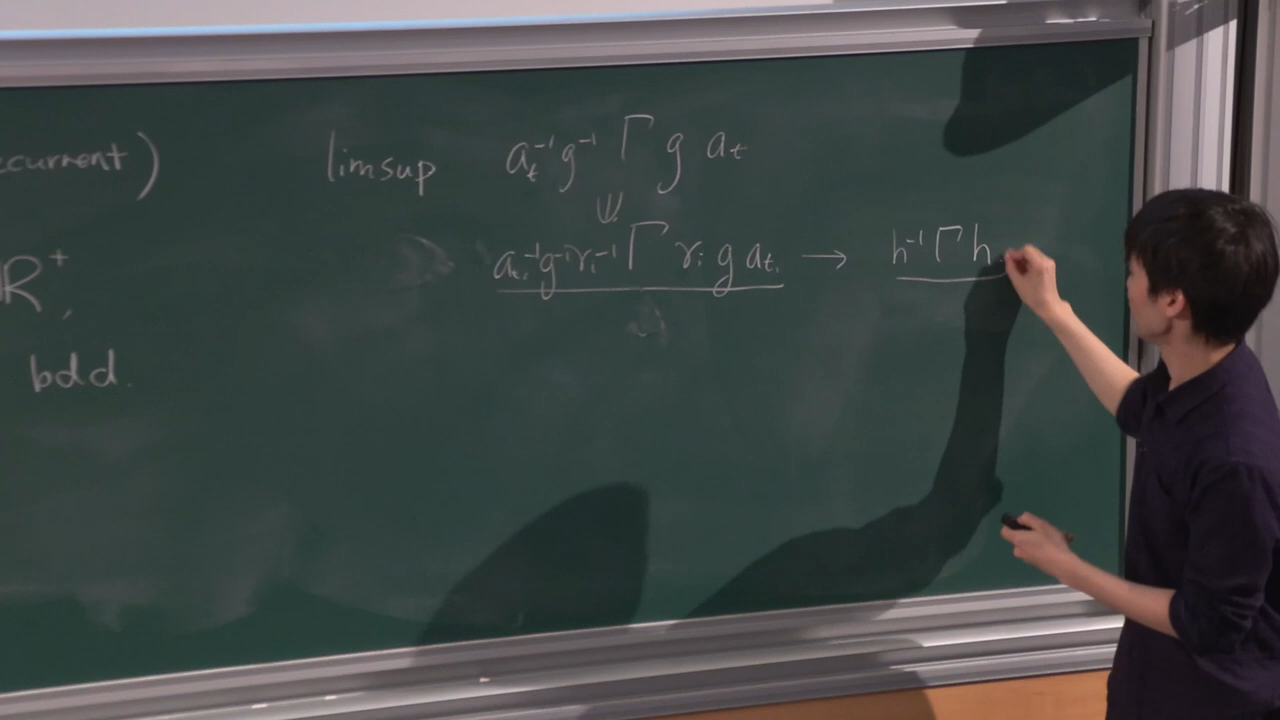 ecurrent)
ℝ⁺,
bdd.
limsup a_t⁻¹ g⁻¹ Γ g a_t
⋓
a_{t_i}⁻¹ g⁻¹ γ_i⁻¹ Γ γ_i g a_{t_i} → h⁻¹ Γ h